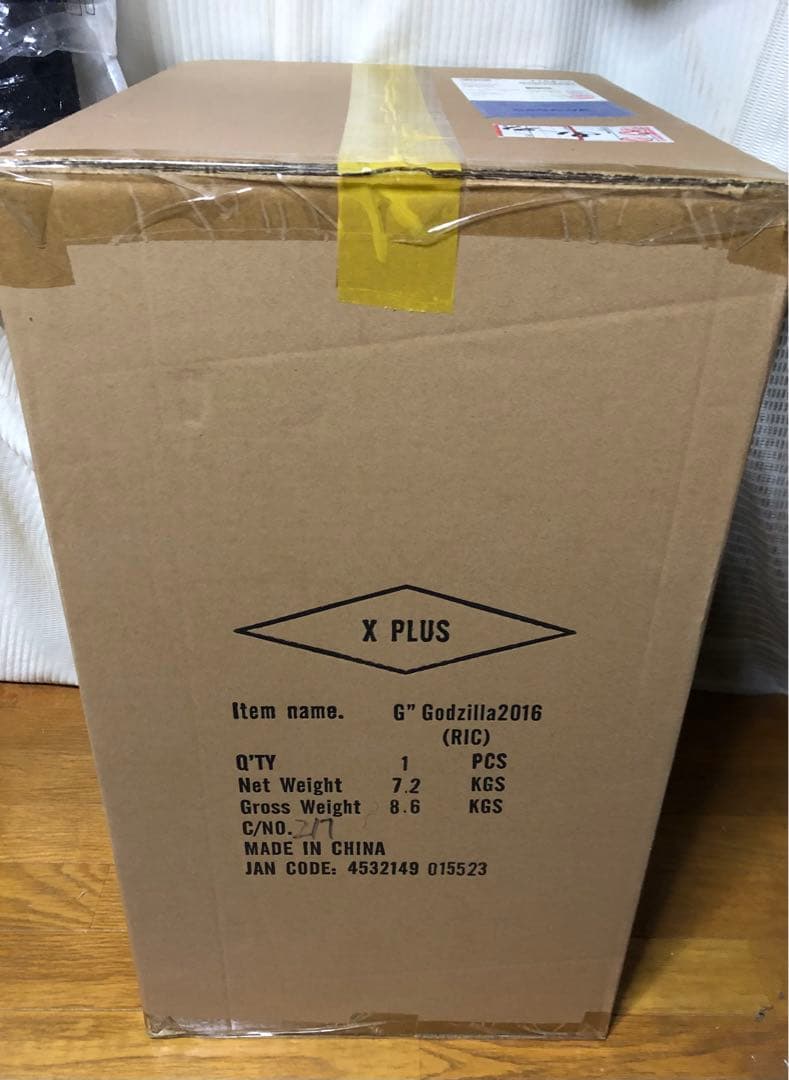 X PLUS
Item name. G” Godzilla2016
(RIC)
Q'TY 1 PCS
Net Weight 7.2 KGS
Gross Weight 8.6 KGS
C/NO. 217
MADE IN CHINA
JAN CODE: 4532149 015523